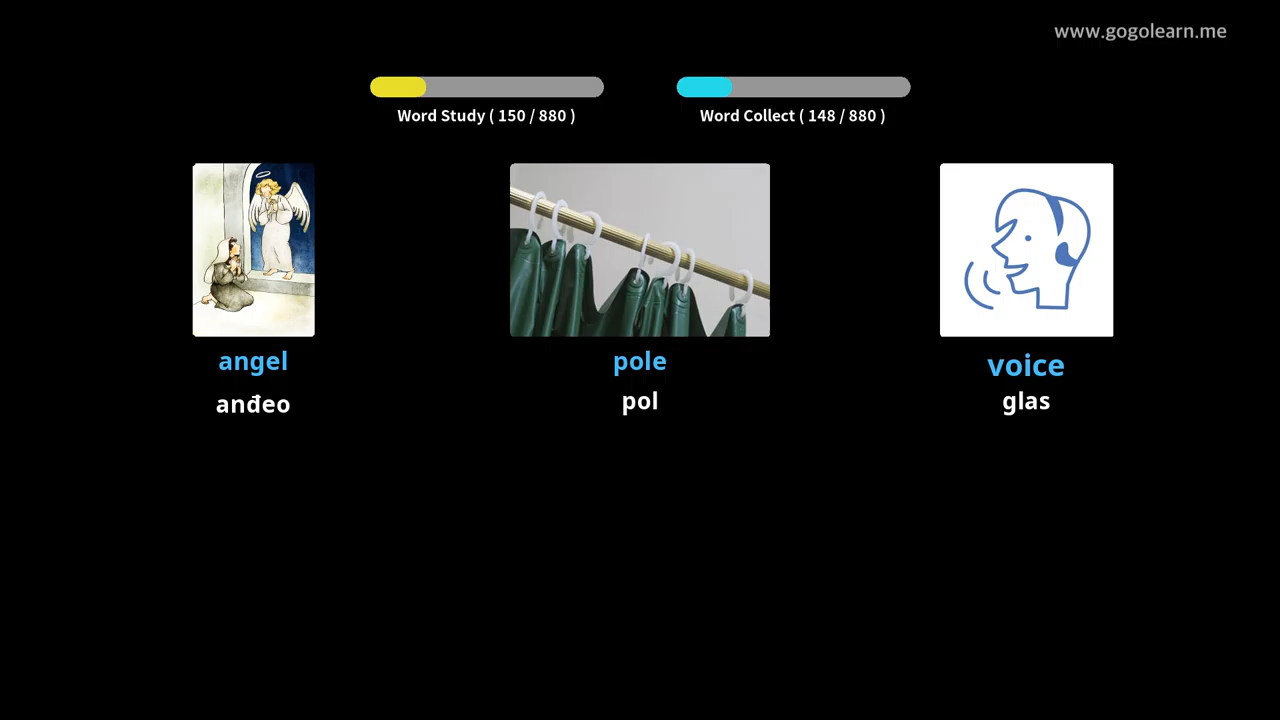 www.gogolearn.me
Word Study ( 150 / 880 )
Word Collect ( 148 / 880 )
angel
pole
voice
anđeo
pol
glas